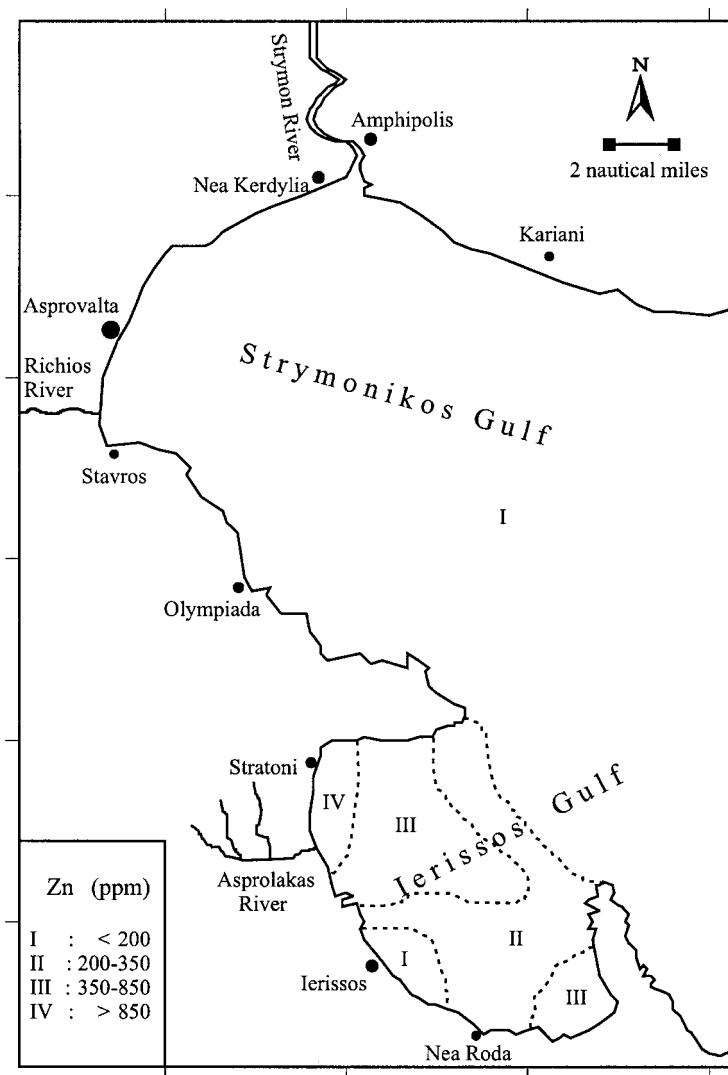 Strymon River
N
2 nautical miles
Amphipolis
Nea Kerdylia
Kariani
Asprovalta
Richios
River
Strymonikos Gulf
Stavros
I
Olympiada
Stratoni
IV
III
Ierissos Gulf
Asprolakas
River
II
I
Ierissos
III
Nea Roda
Zn (ppm)
I : < 200
II : 200-350
III : 350-850
IV : > 850